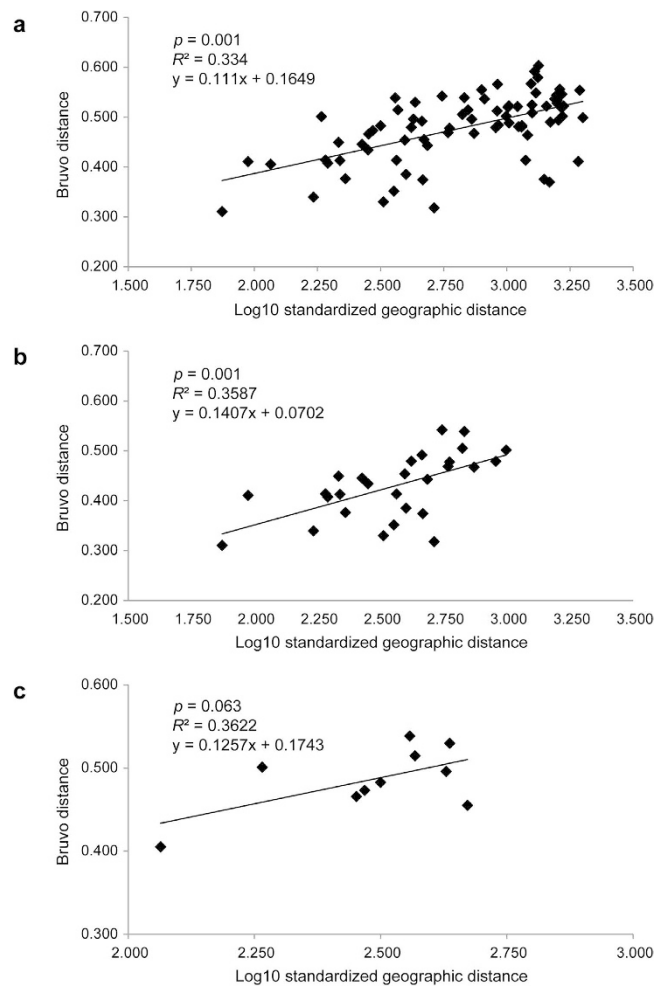 a
p = 0.001
R² = 0.334
y = 0.111x + 0.1649
Bruvo distance
0.700
0.600
0.500
0.400
0.300
0.200
1.500 1.750 2.000 2.250 2.500 2.750 3.000 3.250 3.500
Log10 standardized geographic distance
b
p = 0.001
R² = 0.3587
y = 0.1407x + 0.0702
Bruvo distance
0.700
0.600
0.500
0.400
0.300
0.200
1.500 1.750 2.000 2.250 2.500 2.750 3.000 3.250 3.500
Log10 standardized geographic distance
c
p = 0.063
R² = 0.3622
y = 0.1257x + 0.1743
Bruvo distance
0.600
0.500
0.400
0.300
2.000 2.250 2.500 2.750 3.000
Log10 standardized geographic distance